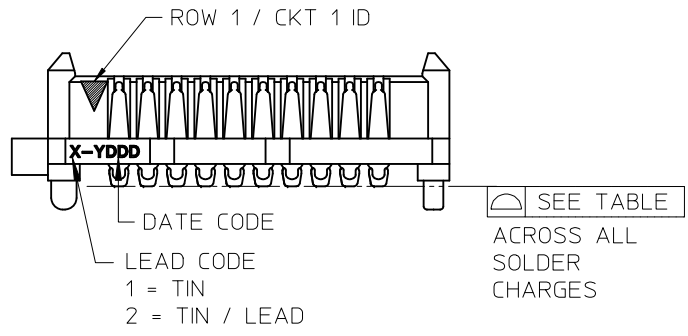 ROW 1 / CKT 1 ID
X-YDDD
SEE TABLE
DATE CODE
ACROSS ALL
SOLDER
CHARGES
LEAD CODE
1 = TIN
2 = TIN / LEAD